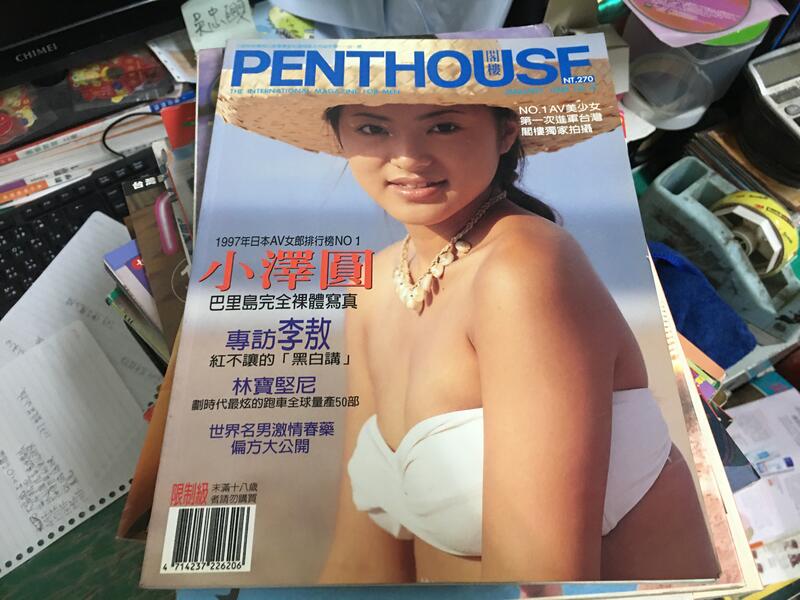 CHIMEI
吳忠
PENTHOUSE
閣樓
NT.270
THE INTERNATIONAL MAGAZINE FOR MEN
NO.1AV美少女
第一次進軍台灣
閣樓獨家拍攝
1997年日本AV女郎排行榜NO 1
小澤圓
巴里島完全裸體寫真
專訪李敖
紅不讓的「黑白講」
林寶堅尼
劃時代最炫的跑車全球量產50部
世界名男激情春藥
偏方大公開
限制級
未滿十八歲
者請勿購買
4 714237 226206
台灣
3M